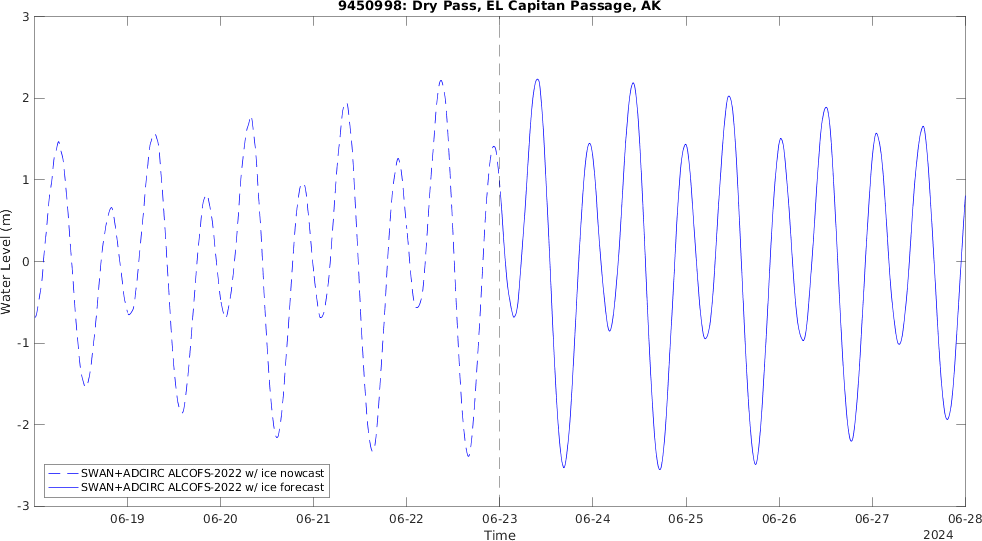 9450998: Dry Pass, EL Capitan Passage, AK
3
2
1
0
-1
-2
-3
Water Level (m)
SWAN+ADCIRC ALCOFS-2022 w/ ice nowcast
SWAN+ADCIRC ALCOFS-2022 w/ ice forecast
06-19 06-20 06-21 06-22 06-23 06-24 06-25 06-26 06-27 06-28
Time
2024